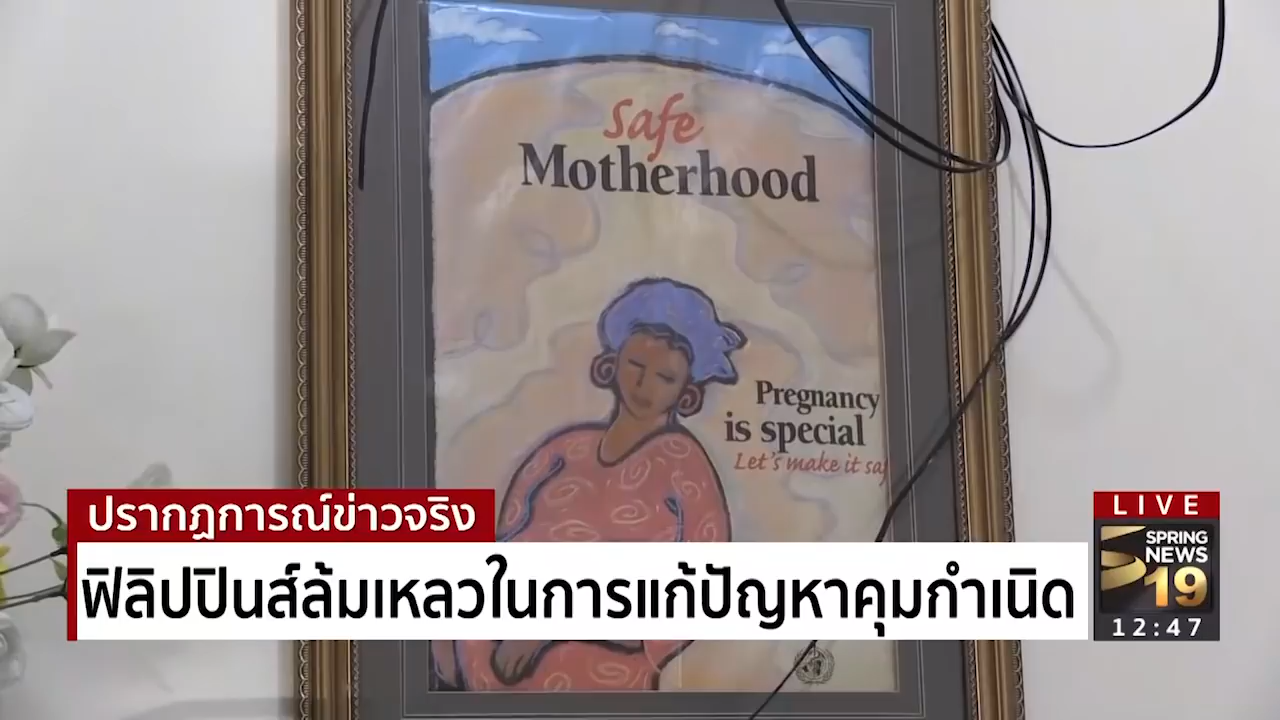 Safe
Motherhood
Pregnancy
is special
Let's make it saf
ปรากฏการณ์ข่าวจริง
ฟิลิปปินส์ล้มเหลวในการแก้ปัญหาคุมกำเนิด
LIVE
SPRING
NEWS
19
12:47